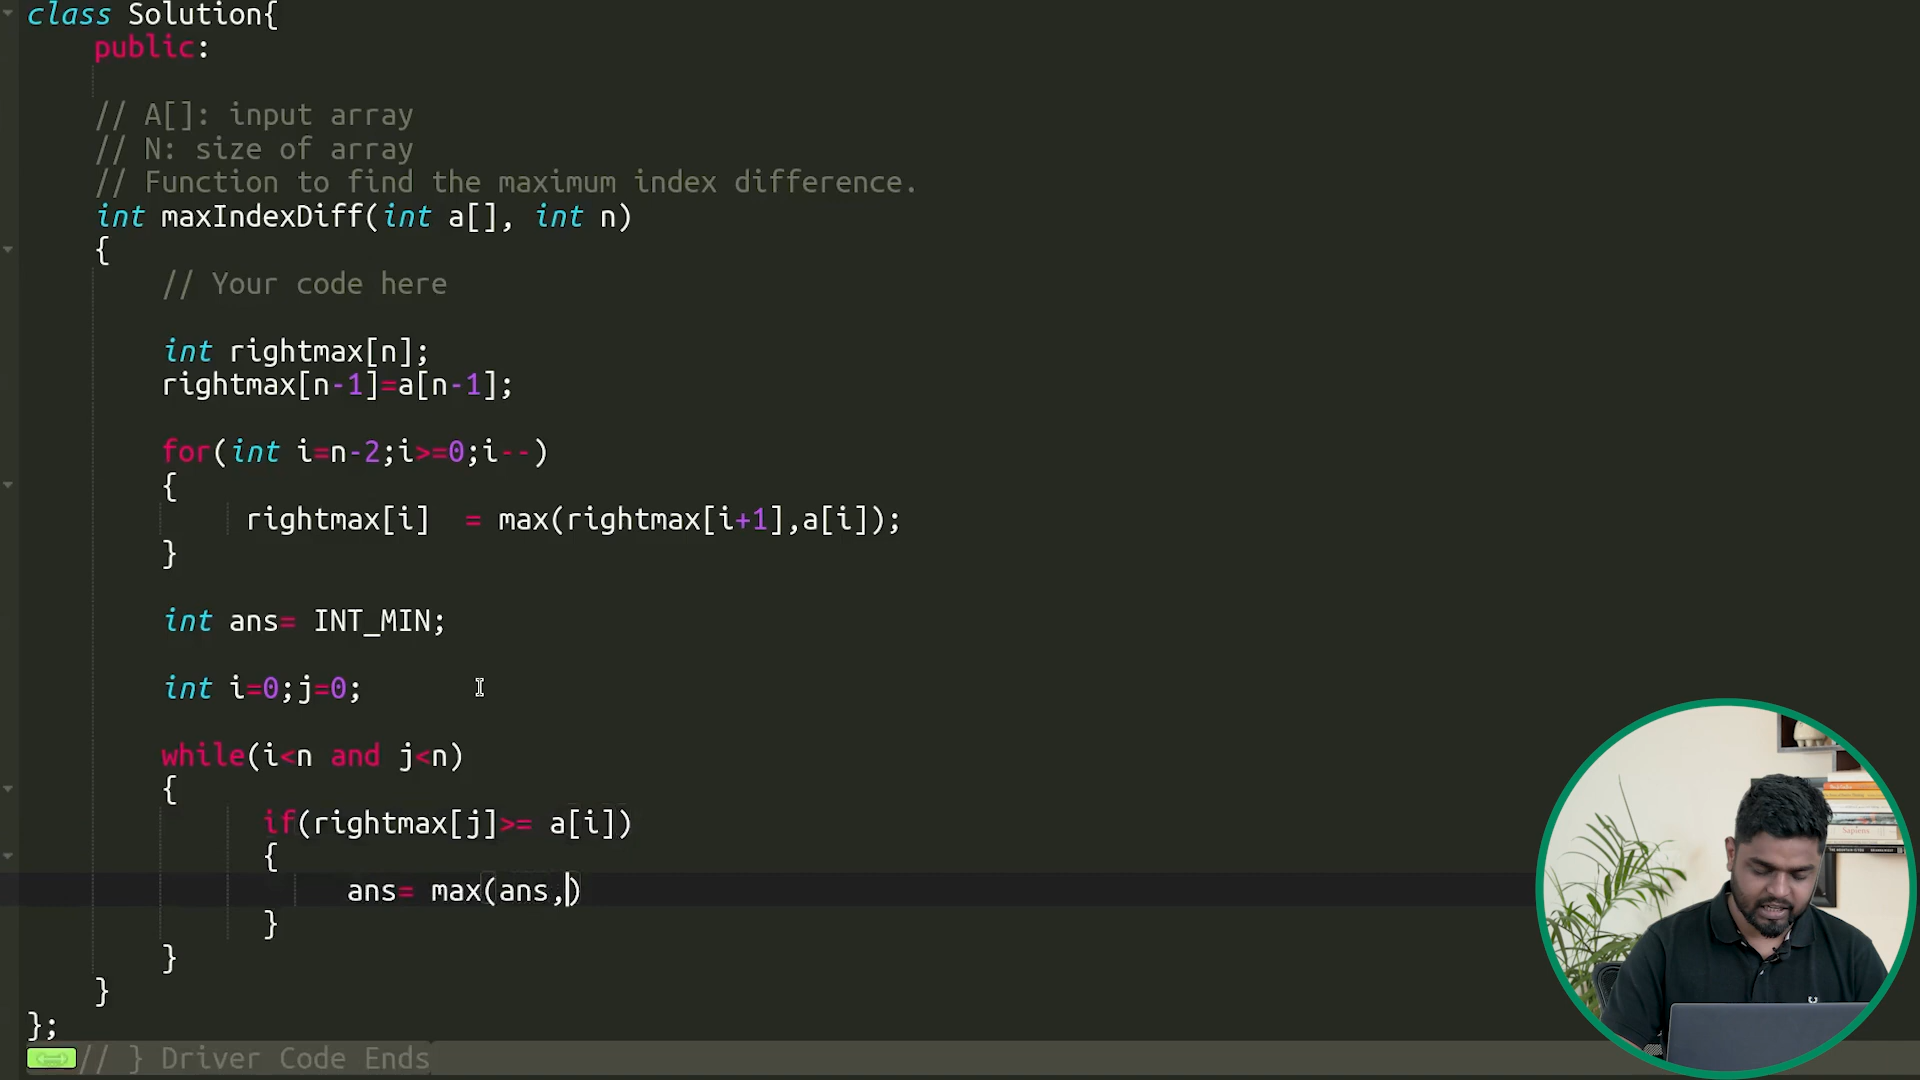 class Solution{
public:
// A[]: input array
// N: size of array
// Function to find the maximum index difference.
int maxIndexDiff(int a[], int n)
{
// Your code here
int rightmax[n];
rightmax[n-1]=a[n-1];
for(int i=n-2;i>=0;i--)
{
rightmax[i]  = max(rightmax[i+1],a[i]);
}
int ans= INT_MIN;
int i=0;j=0;
while(i<n and j<n)
{
if(rightmax[j]>= a[i])
{
ans= max(ans,)
}
}
}
};
// } Driver Code Ends
Sapiens